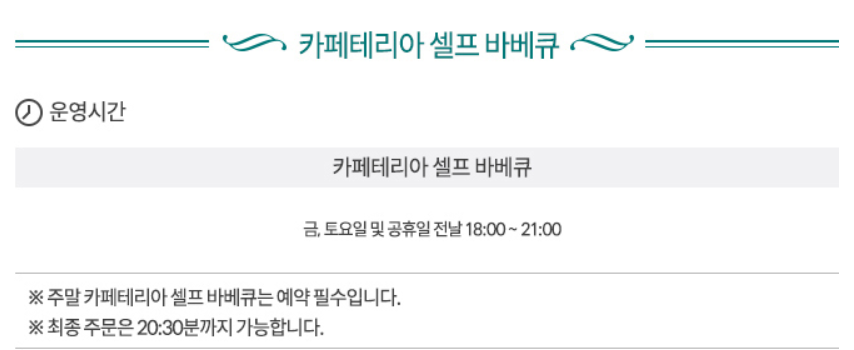 카페테리아 셀프 바베큐
운영시간
카페테리아 셀프 바베큐
금, 토요일 및 공휴일 전날 18:00 ~ 21:00
※ 주말 카페테리아 셀프 바베큐는 예약 필수입니다.
※ 최종 주문은 20:30분까지 가능합니다.